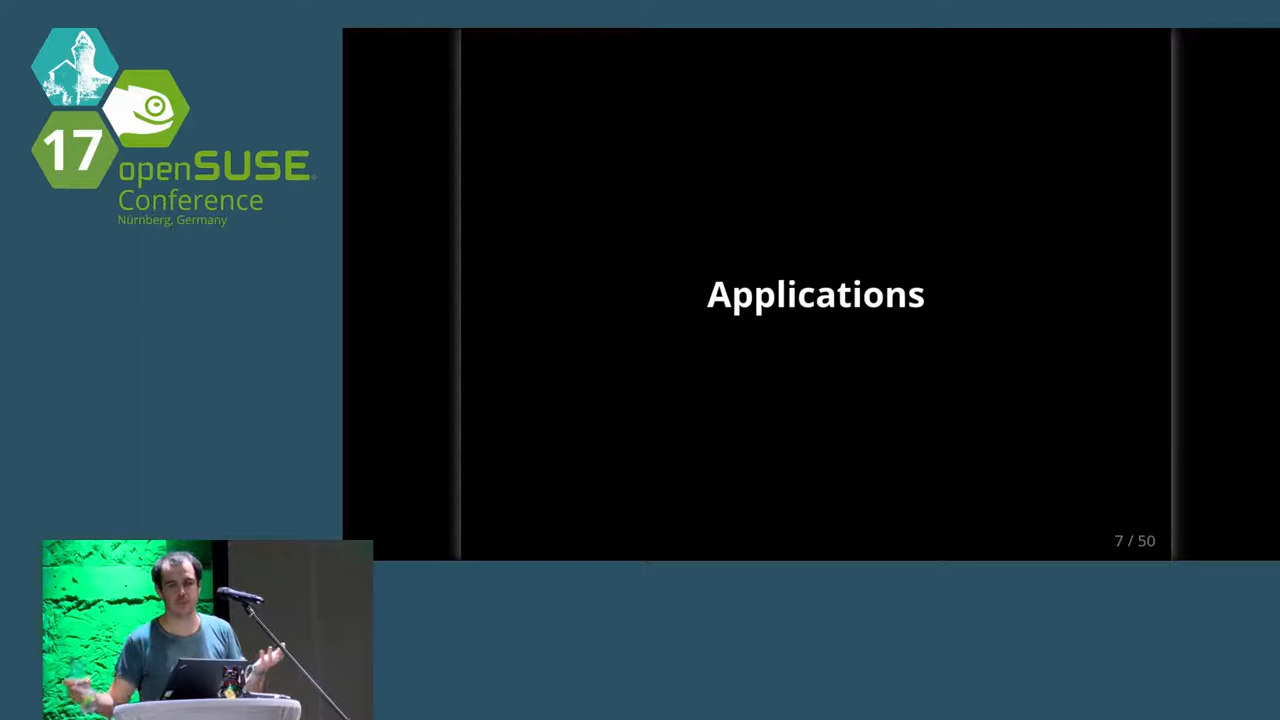 17
openSUSE
Conference
Nürnberg, Germany
Applications
7 / 50